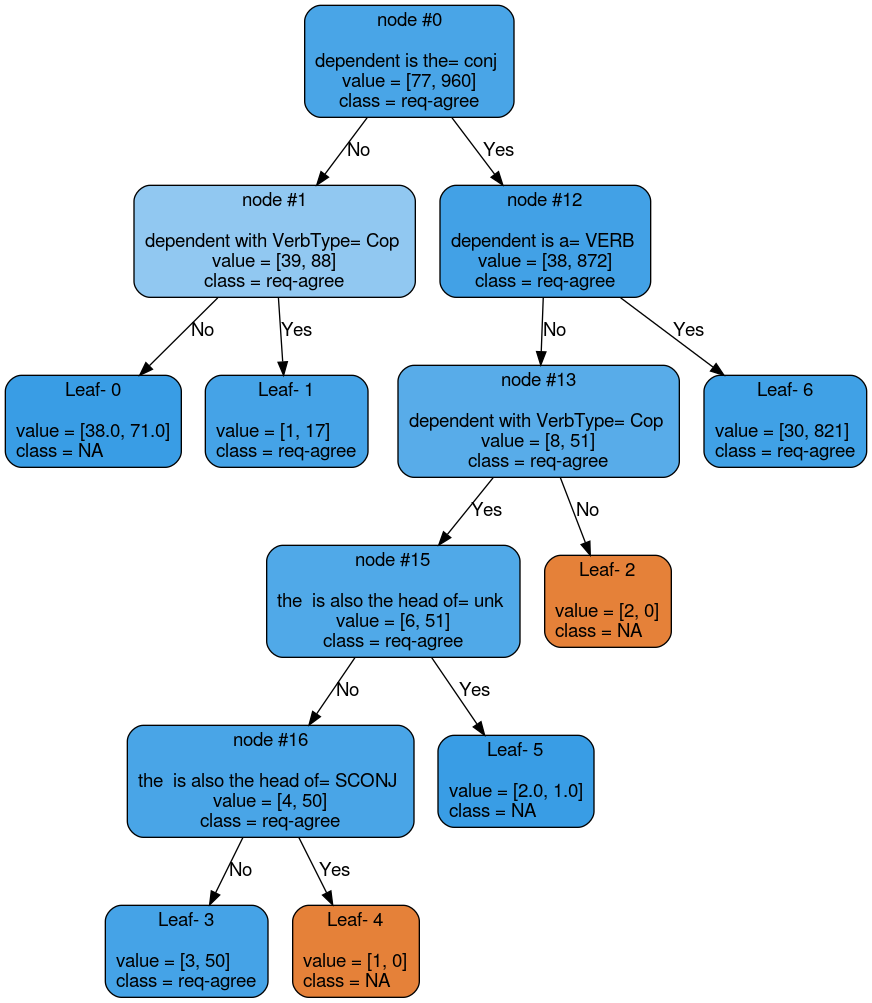 node #0
dependent is the= conj
value = [77, 960]
class = req-agree
No
Yes
node #1
dependent with VerbType= Cop
value = [39, 88]
class = req-agree
node #12
dependent is a= VERB
value = [38, 872]
class = req-agree
No
Yes
No
Yes
Leaf- 0
value = [38.0, 71.0]
class = NA
Leaf- 1
value = [1, 17]
class = req-agree
node #13
dependent with VerbType= Cop
value = [8, 51]
class = req-agree
Leaf- 6
value = [30, 821]
class = req-agree
Yes
No
node #15
the  is also the head of= unk
value = [6, 51]
class = req-agree
Leaf- 2
value = [2, 0]
class = NA
No
Yes
node #16
the  is also the head of= SCONJ
value = [4, 50]
class = req-agree
Leaf- 5
value = [2.0, 1.0]
class = NA
No
Yes
Leaf- 3
value = [3, 50]
class = req-agree
Leaf- 4
value = [1, 0]
class = NA